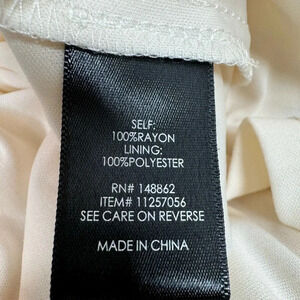 SELF:
100%RAYON
LINING:
100%POLYESTER
RN# 148862
ITEM# 11257056
SEE CARE ON REVERSE
MADE IN CHINA